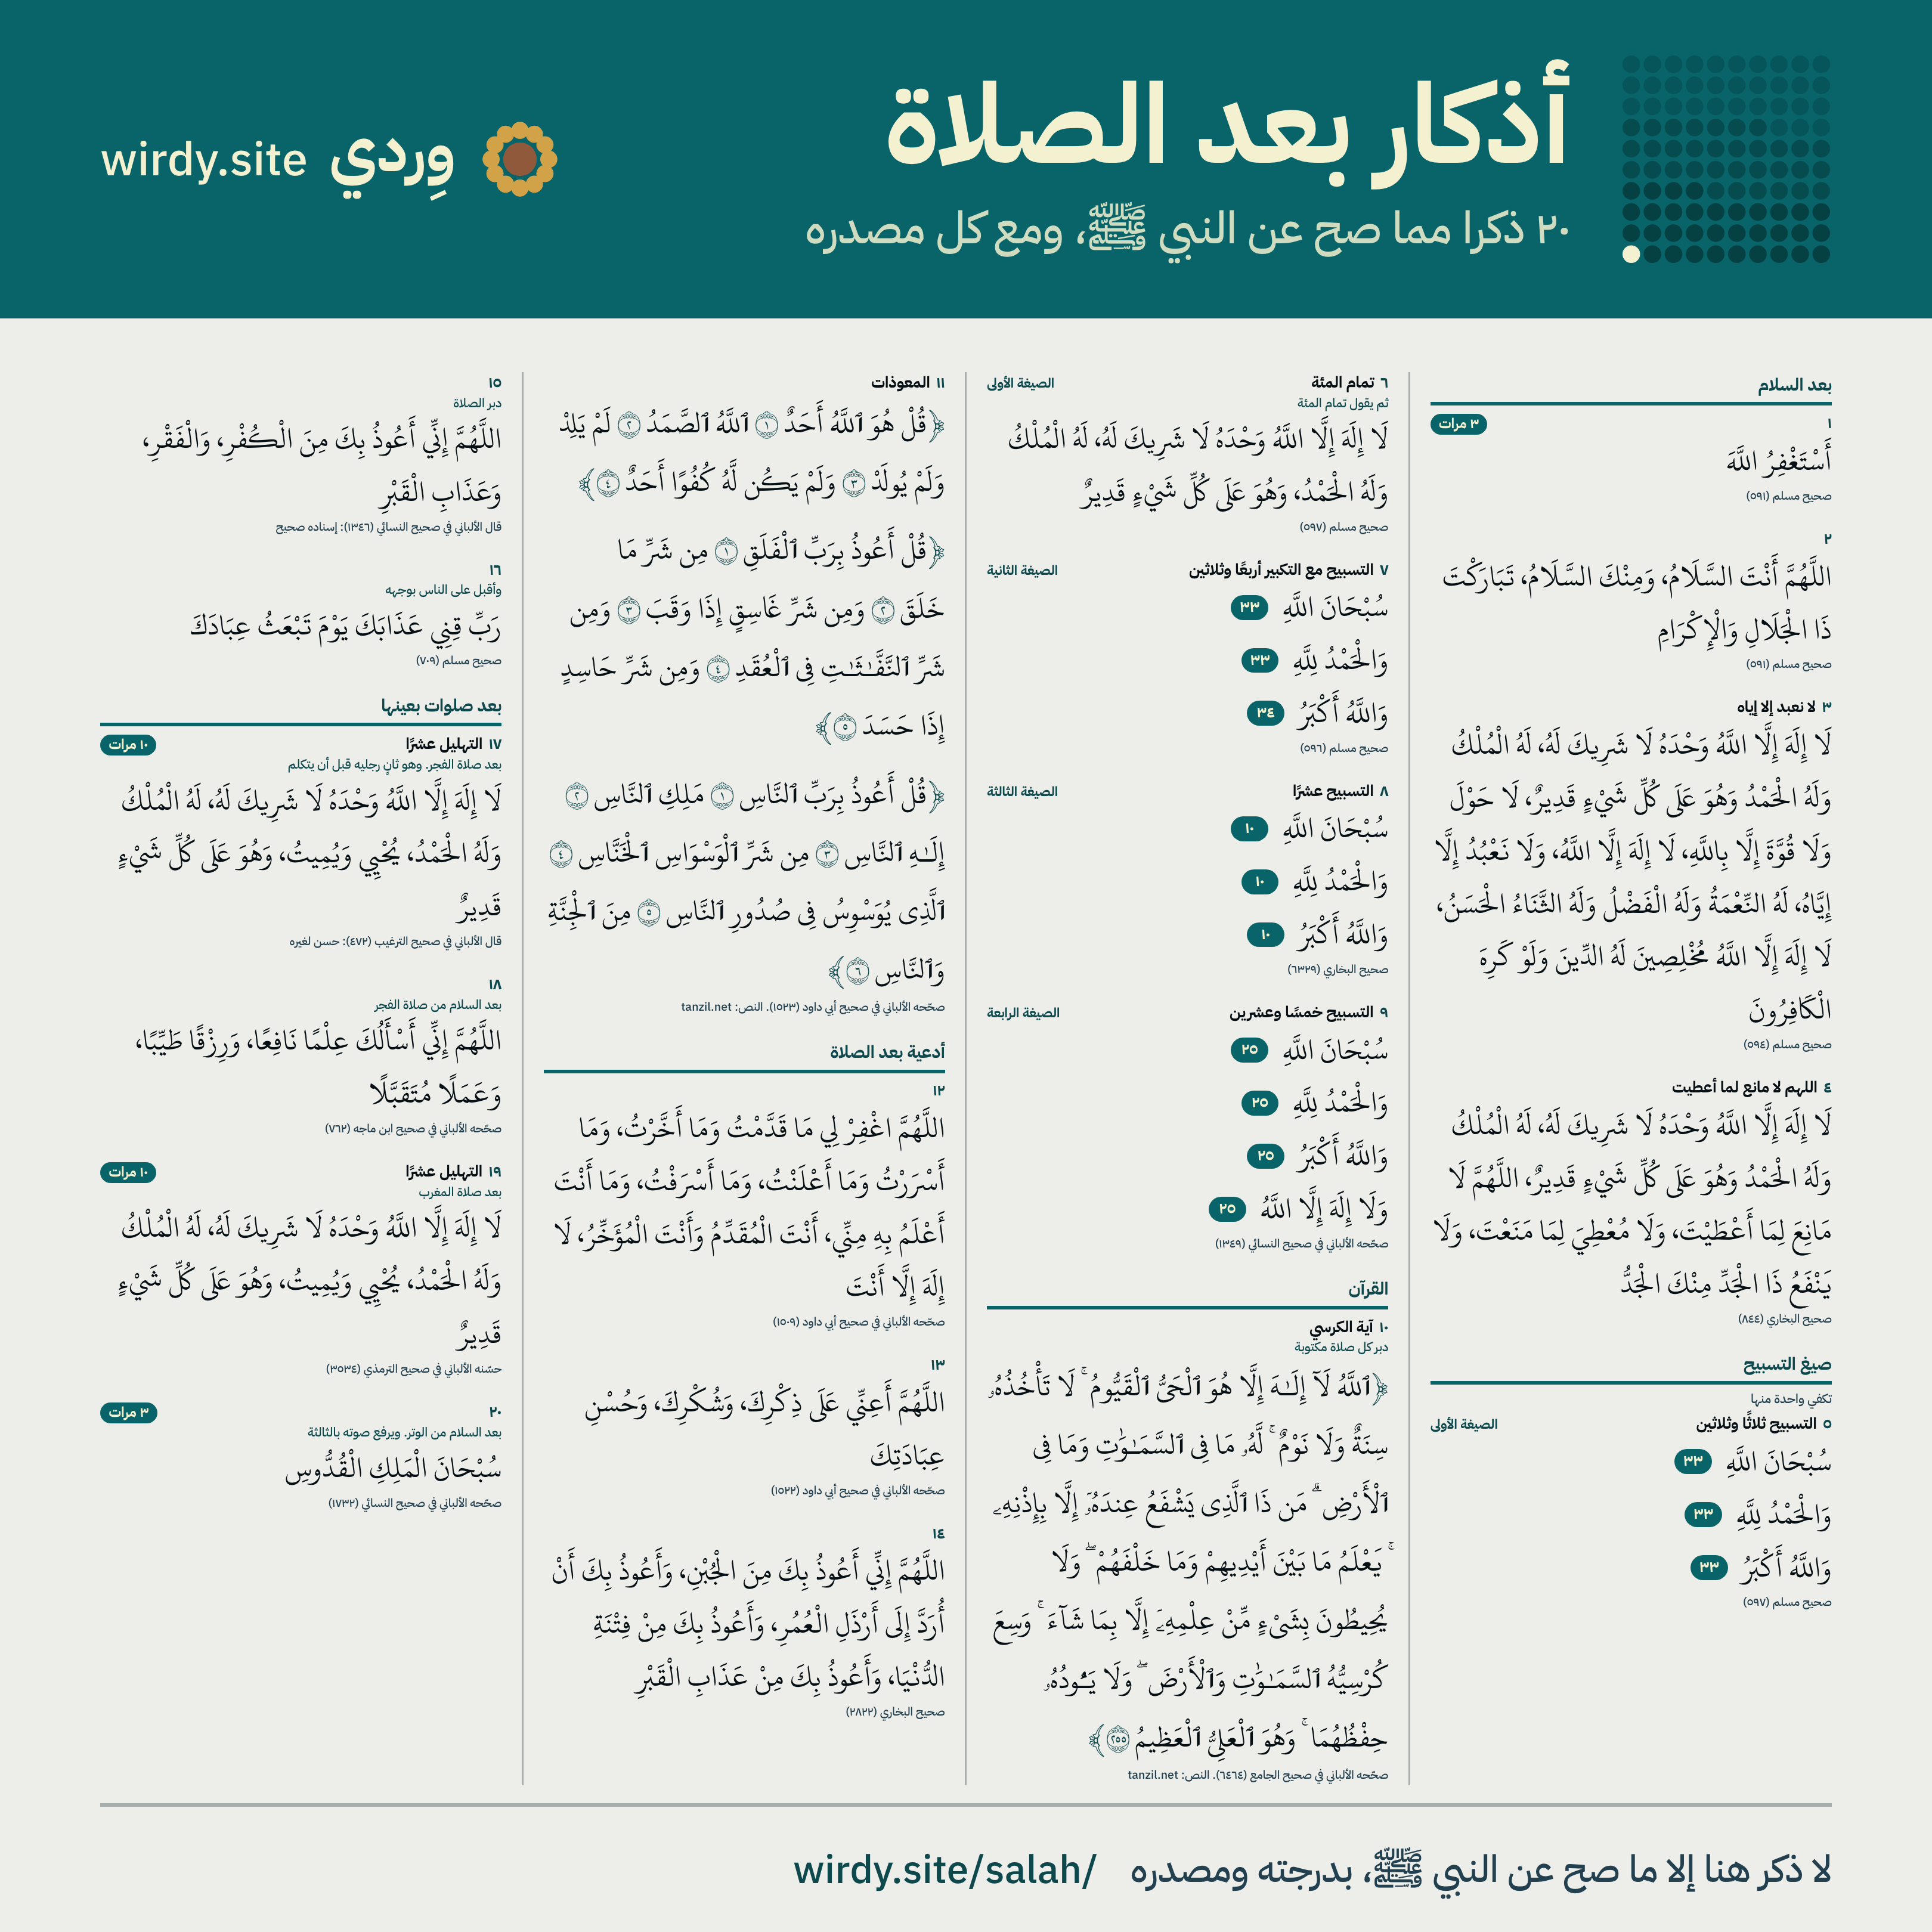 أذكار بعد الصلاة
٢٠ ذكرا مما صح عن النبي ﷺ، ومع كل مصدره
وِردي wirdy.site
بعد السلام
١ ٣ مرات
أَسْتَغْفِرُ اللَّهَ
صحيح مسلم (٥٩١)
٢
اللَّهُمَّ أَنْتَ السَّلَامُ، وَمِنْكَ السَّلَامُ، تَبَارَكْتَ
ذَا الْجَلَالِ وَالْإِكْرَامِ
صحيح مسلم (٥٩١)
٣ لا نعبد إلا إياه
لَا إِلَهَ إِلَّا اللَّهُ وَحْدَهُ لَا شَرِيكَ لَهُ، لَهُ الْمُلْكُ
وَلَهُ الْحَمْدُ وَهُوَ عَلَى كُلِّ شَيْءٍ قَدِيرٌ، لَا حَوْلَ
وَلَا قُوَّةَ إِلَّا بِاللَّهِ، لَا إِلَهَ إِلَّا اللَّهُ، وَلَا نَعْبُدُ إِلَّا
إِيَّاهُ، لَهُ النِّعْمَةُ وَلَهُ الْفَضْلُ وَلَهُ الثَّنَاءُ الْحَسَنُ،
لَا إِلَهَ إِلَّا اللَّهُ مُخْلِصِينَ لَهُ الدِّينَ وَلَوْ كَرِهَ
الْكَافِرُونَ
صحيح مسلم (٥٩٤)
٤ اللهم لا مانع لما أعطيت
لَا إِلَهَ إِلَّا اللَّهُ وَحْدَهُ لَا شَرِيكَ لَهُ، لَهُ الْمُلْكُ
وَلَهُ الْحَمْدُ وَهُوَ عَلَى كُلِّ شَيْءٍ قَدِيرٌ، اللَّهُمَّ لَا
مَانِعَ لِمَا أَعْطَيْتَ، وَلَا مُعْطِيَ لِمَا مَنَعْتَ، وَلَا
يَنْفَعُ ذَا الْجَدِّ مِنْكَ الْجَدُّ
صحيح البخاري (٨٤٤)
صيغ التسبيح
تكفي واحدة منها
٥ التسبيح ثلاثًا وثلاثين الصيغة الأولى
سُبْحَانَ اللَّهِ ٣٣
وَالْحَمْدُ لِلَّهِ ٣٣
وَاللَّهُ أَكْبَرُ ٣٣
صحيح مسلم (٥٩٧)
٦ تمام المئة الصيغة الأولى
ثم يقول تمام المئة
لَا إِلَهَ إِلَّا اللَّهُ وَحْدَهُ لَا شَرِيكَ لَهُ، لَهُ الْمُلْكُ
وَلَهُ الْحَمْدُ، وَهُوَ عَلَى كُلِّ شَيْءٍ قَدِيرٌ
صحيح مسلم (٥٩٧)
٧ التسبيح مع التكبير أربعًا وثلاثين الصيغة الثانية
سُبْحَانَ اللَّهِ ٣٣
وَالْحَمْدُ لِلَّهِ ٣٣
وَاللَّهُ أَكْبَرُ ٣٤
صحيح مسلم (٥٩٦)
٨ التسبيح عشرًا الصيغة الثالثة
سُبْحَانَ اللَّهِ ١٠
وَالْحَمْدُ لِلَّهِ ١٠
وَاللَّهُ أَكْبَرُ ١٠
صحيح البخاري (٦٣٢٩)
٩ التسبيح خمسًا وعشرين الصيغة الرابعة
سُبْحَانَ اللَّهِ ٢٥
وَالْحَمْدُ لِلَّهِ ٢٥
وَاللَّهُ أَكْبَرُ ٢٥
وَلَا إِلَهَ إِلَّا اللَّهُ ٢٥
صحّحه الألباني في صحيح النسائي (١٣٤٩)
القرآن
١٠ آية الكرسي
دبر كل صلاة مكتوبة
﴿ٱللَّهُ لَآ إِلَـٰهَ إِلَّا هُوَ ٱلْحَىُّ ٱلْقَيُّومُ ۚ لَا تَأْخُذُهُۥ
سِنَةٌ وَلَا نَوْمٌ ۚ لَّهُۥ مَا فِى ٱلسَّمَـٰوَٰتِ وَمَا فِى
ٱلْأَرْضِ ۗ مَن ذَا ٱلَّذِى يَشْفَعُ عِندَهُۥٓ إِلَّا بِإِذْنِهِۦ
ۚ يَعْلَمُ مَا بَيْنَ أَيْدِيهِمْ وَمَا خَلْفَهُمْ ۖ وَلَا
يُحِيطُونَ بِشَىْءٍ مِّنْ عِلْمِهِۦٓ إِلَّا بِمَا شَآءَ ۚ وَسِعَ
كُرْسِيُّهُ ٱلسَّمَـٰوَٰتِ وَٱلْأَرْضَ ۖ وَلَا يَـُٔودُهُۥ
حِفْظُهُمَا ۚ وَهُوَ ٱلْعَلِىُّ ٱلْعَظِيمُ ٢٥٥﴾
صحّحه الألباني في صحيح الجامع (٦٤٦٤). النص: tanzil.net
١١ المعوذات
﴿قُلْ هُوَ ٱللَّهُ أَحَدٌ ١ ٱللَّهُ ٱلصَّمَدُ ٢ لَمْ يَلِدْ
وَلَمْ يُولَدْ ٣ وَلَمْ يَكُن لَّهُ كُفُوًا أَحَدٌ ٤﴾
﴿قُلْ أَعُوذُ بِرَبِّ ٱلْفَلَقِ ١ مِن شَرِّ مَا
خَلَقَ ٢ وَمِن شَرِّ غَاسِقٍ إِذَا وَقَبَ ٣ وَمِن
شَرِّ ٱلنَّفَّـٰثَـٰتِ فِى ٱلْعُقَدِ ٤ وَمِن شَرِّ حَاسِدٍ
إِذَا حَسَدَ ٥﴾
﴿قُلْ أَعُوذُ بِرَبِّ ٱلنَّاسِ ١ مَلِكِ ٱلنَّاسِ ٢
إِلَـٰهِ ٱلنَّاسِ ٣ مِن شَرِّ ٱلْوَسْوَاسِ ٱلْخَنَّاسِ ٤
ٱلَّذِى يُوَسْوِسُ فِى صُدُورِ ٱلنَّاسِ ٥ مِنَ ٱلْجِنَّةِ
وَٱلنَّاسِ ٦﴾
صحّحه الألباني في صحيح أبي داود (١٥٢٣). النص: tanzil.net
أدعية بعد الصلاة
١٢
اللَّهُمَّ اغْفِرْ لِي مَا قَدَّمْتُ وَمَا أَخَّرْتُ، وَمَا
أَسْرَرْتُ وَمَا أَعْلَنْتُ، وَمَا أَسْرَفْتُ، وَمَا أَنْتَ
أَعْلَمُ بِهِ مِنِّي، أَنْتَ الْمُقَدِّمُ وَأَنْتَ الْمُؤَخِّرُ، لَا
إِلَهَ إِلَّا أَنْتَ
صحّحه الألباني في صحيح أبي داود (١٥٠٩)
١٣
اللَّهُمَّ أَعِنِّي عَلَى ذِكْرِكَ، وَشُكْرِكَ، وَحُسْنِ
عِبَادَتِكَ
صحّحه الألباني في صحيح أبي داود (١٥٢٢)
١٤
اللَّهُمَّ إِنِّي أَعُوذُ بِكَ مِنَ الْجُبْنِ، وَأَعُوذُ بِكَ أَنْ
أُرَدَّ إِلَى أَرْذَلِ الْعُمُرِ، وَأَعُوذُ بِكَ مِنْ فِتْنَةِ
الدُّنْيَا، وَأَعُوذُ بِكَ مِنْ عَذَابِ الْقَبْرِ
صحيح البخاري (٢٨٢٢)
١٥
دبر الصلاة
اللَّهُمَّ إِنِّي أَعُوذُ بِكَ مِنَ الْكُفْرِ، وَالْفَقْرِ،
وَعَذَابِ الْقَبْرِ
قال الألباني في صحيح النسائي (١٣٤٦): إسناده صحيح
١٦
وأقبل على الناس بوجهه
رَبِّ قِنِي عَذَابَكَ يَوْمَ تَبْعَثُ عِبَادَكَ
صحيح مسلم (٧٠٩)
بعد صلوات بعينها
١٧ التهليل عشرًا ١٠ مرات
بعد صلاة الفجر. وهو ثانٍ رجليه قبل أن يتكلم
لَا إِلَهَ إِلَّا اللَّهُ وَحْدَهُ لَا شَرِيكَ لَهُ، لَهُ الْمُلْكُ
وَلَهُ الْحَمْدُ، يُحْيِي وَيُمِيتُ، وَهُوَ عَلَى كُلِّ شَيْءٍ
قَدِيرٌ
قال الألباني في صحيح الترغيب (٤٧٢): حسن لغيره
١٨
بعد السلام من صلاة الفجر
اللَّهُمَّ إِنِّي أَسْأَلُكَ عِلْمًا نَافِعًا، وَرِزْقًا طَيِّبًا،
وَعَمَلًا مُتَقَبَّلًا
صحّحه الألباني في صحيح ابن ماجه (٧٦٢)
١٩ التهليل عشرًا ١٠ مرات
بعد صلاة المغرب
لَا إِلَهَ إِلَّا اللَّهُ وَحْدَهُ لَا شَرِيكَ لَهُ، لَهُ الْمُلْكُ
وَلَهُ الْحَمْدُ، يُحْيِي وَيُمِيتُ، وَهُوَ عَلَى كُلِّ شَيْءٍ
قَدِيرٌ
حسّنه الألباني في صحيح الترمذي (٣٥٣٤)
٢٠ ٣ مرات
بعد السلام من الوتر. ويرفع صوته بالثالثة
سُبْحَانَ الْمَلِكِ الْقُدُّوسِ
صحّحه الألباني في صحيح النسائي (١٧٣٢)
لا ذكر هنا إلا ما صح عن النبي ﷺ، بدرجته ومصدره wirdy.site/salah/